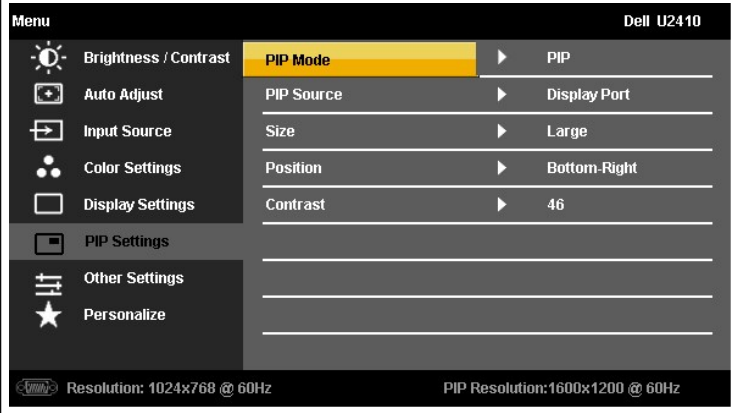 Menu Dell U2410
Brightness / Contrast PIP Mode PIP
Auto Adjust PIP Source Display Port
Input Source Size Large
Color Settings Position Bottom-Right
Display Settings Contrast 46
PIP Settings
Other Settings
Personalize
Resolution: 1024x768 @ 60Hz PIP Resolution:1600x1200 @ 60Hz